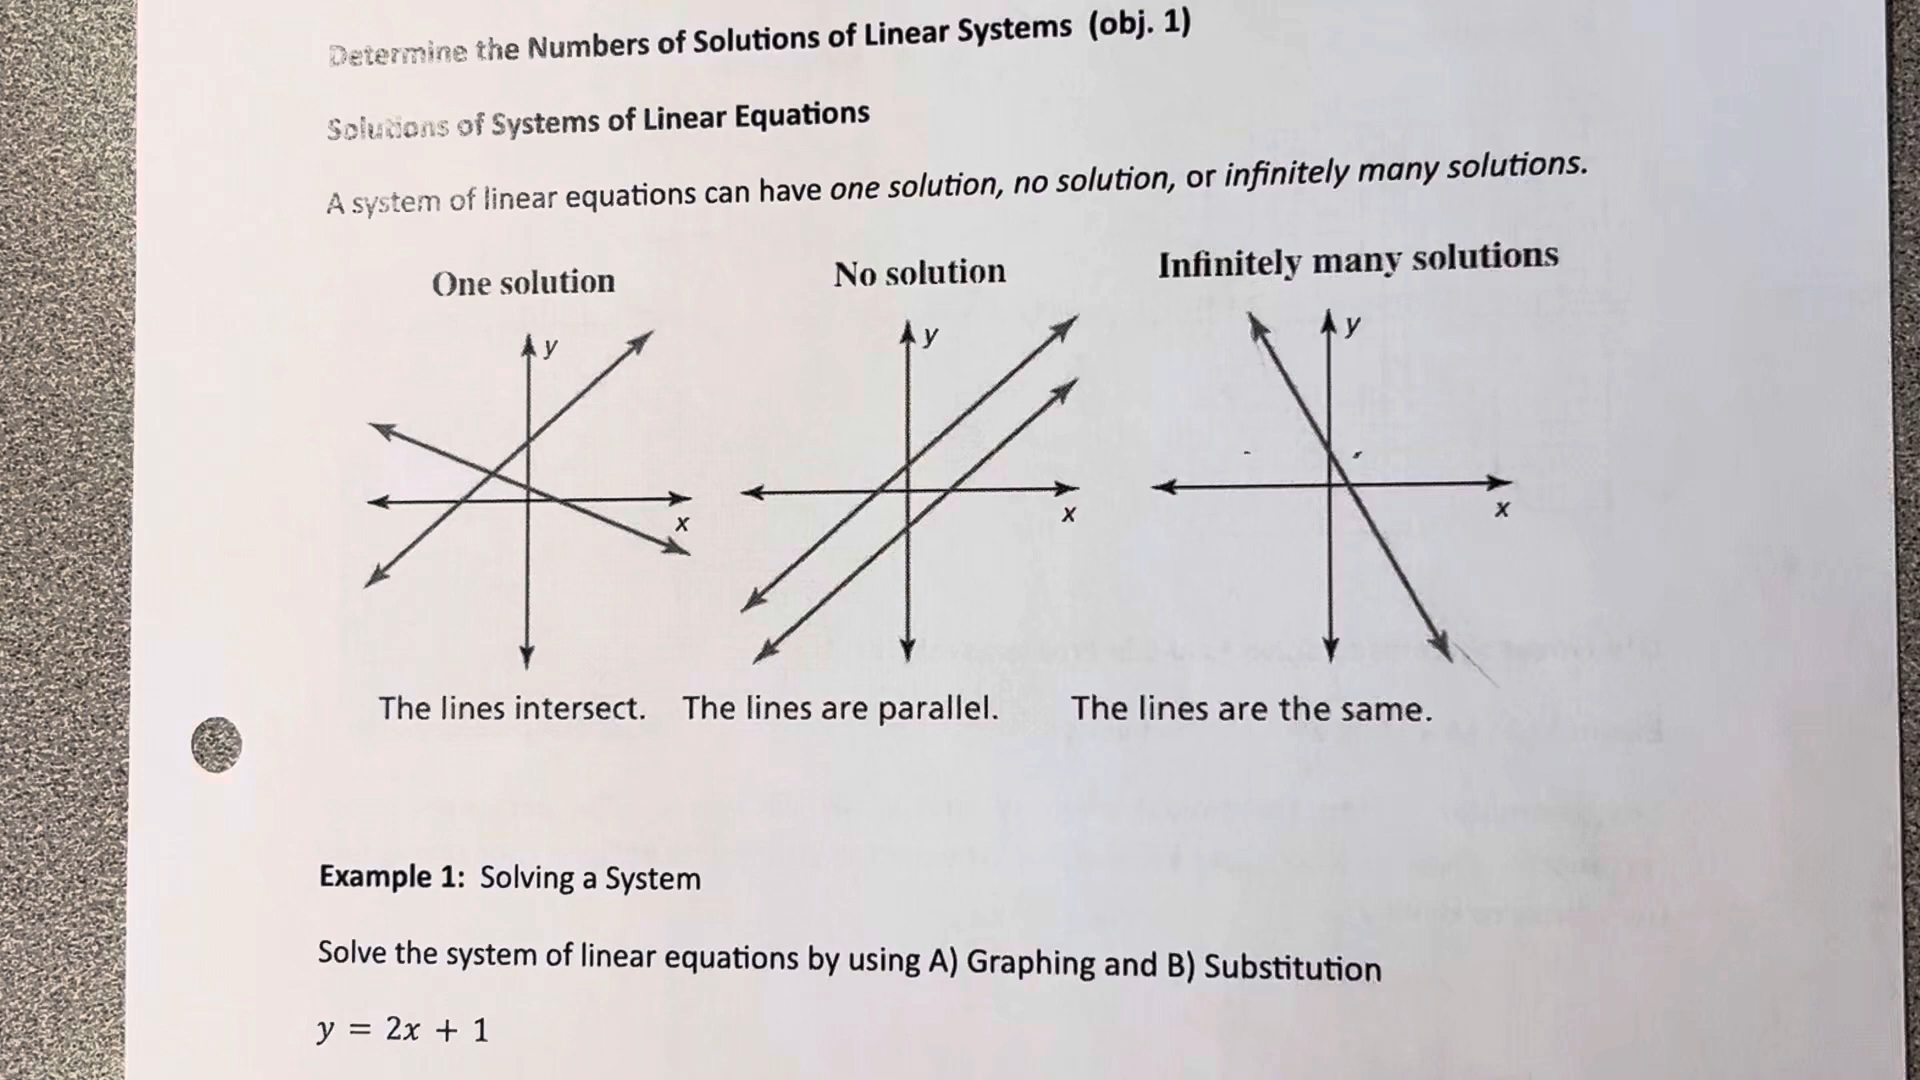 Determine the Numbers of Solutions of Linear Systems (obj. 1)
Solutions of Systems of Linear Equations
A system of linear equations can have one solution, no solution, or infinitely many solutions.
One solution No solution Infinitely many solutions
y y y
x x x
The lines intersect. The lines are parallel. The lines are the same.
Example 1: Solving a System
Solve the system of linear equations by using A) Graphing and B) Substitution
y = 2x + 1